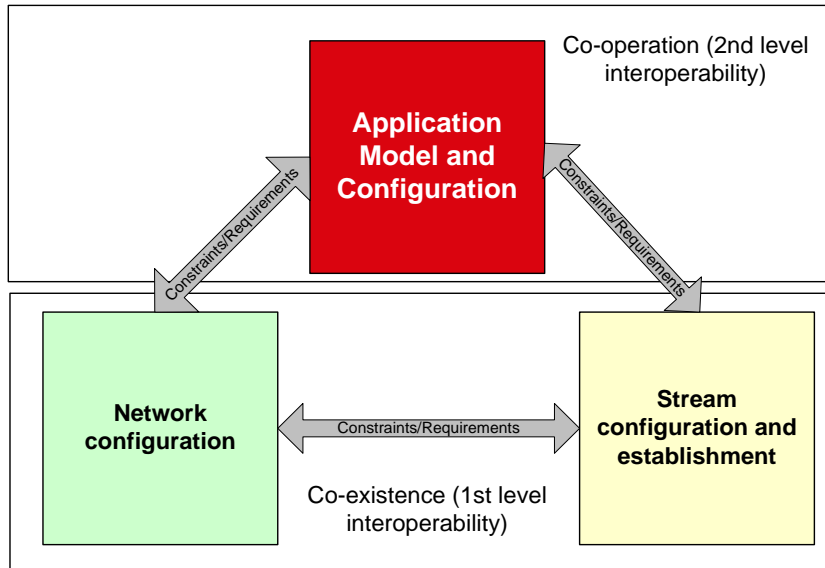 Co-operation (2nd level
interoperability)
Application
Model and
Configuration
Constraints/Requirements
Constraints/Requirements
Network
configuration
Constraints/Requirements
Stream
configuration and
establishment
Co-existence (1st level
interoperability)